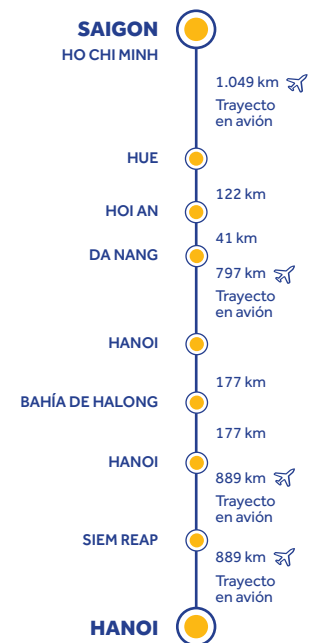 SAIGON
HO CHI MINH
1.049 km
Trayecto
en avión
HUE
122 km
HOI AN
41 km
DA NANG
797 km
Trayecto
en avión
HANOI
177 km
BAHÍA DE HALONG
177 km
HANOI
889 km
Trayecto
en avión
SIEM REAP
889 km
Trayecto
en avión
HANOI